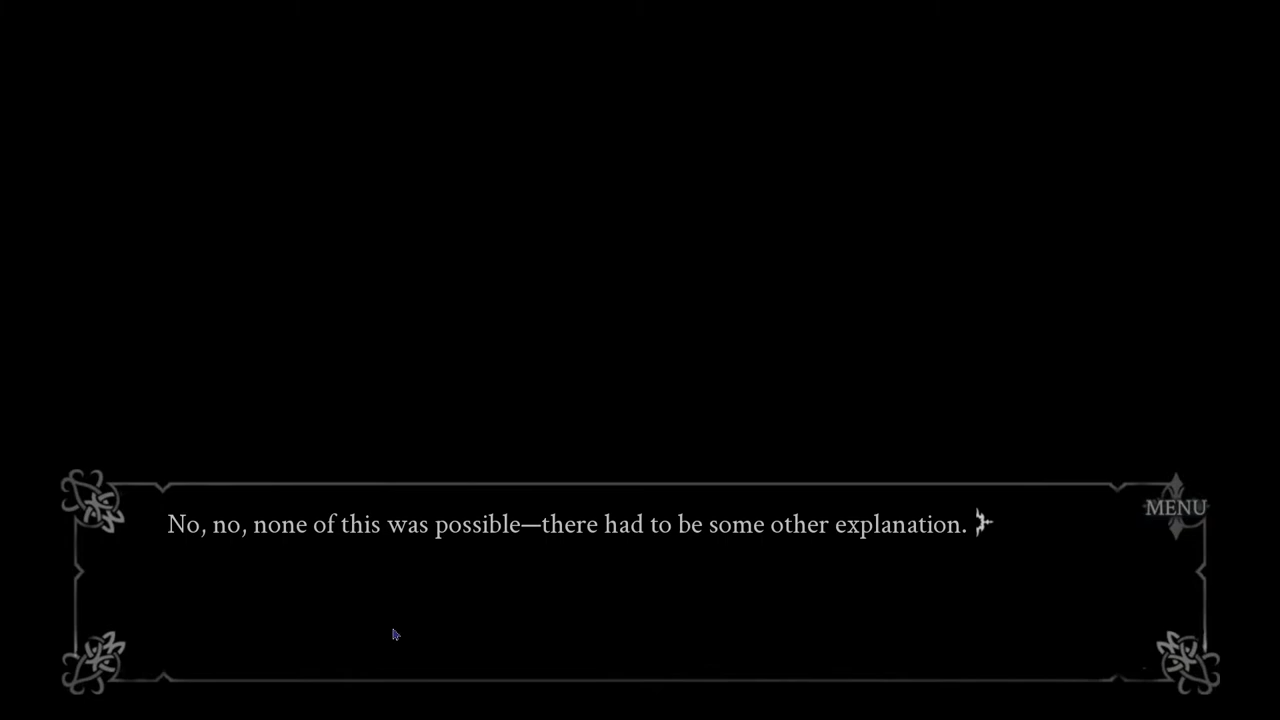 MENU
No, no, none of this was possible—there had to be some other explanation.